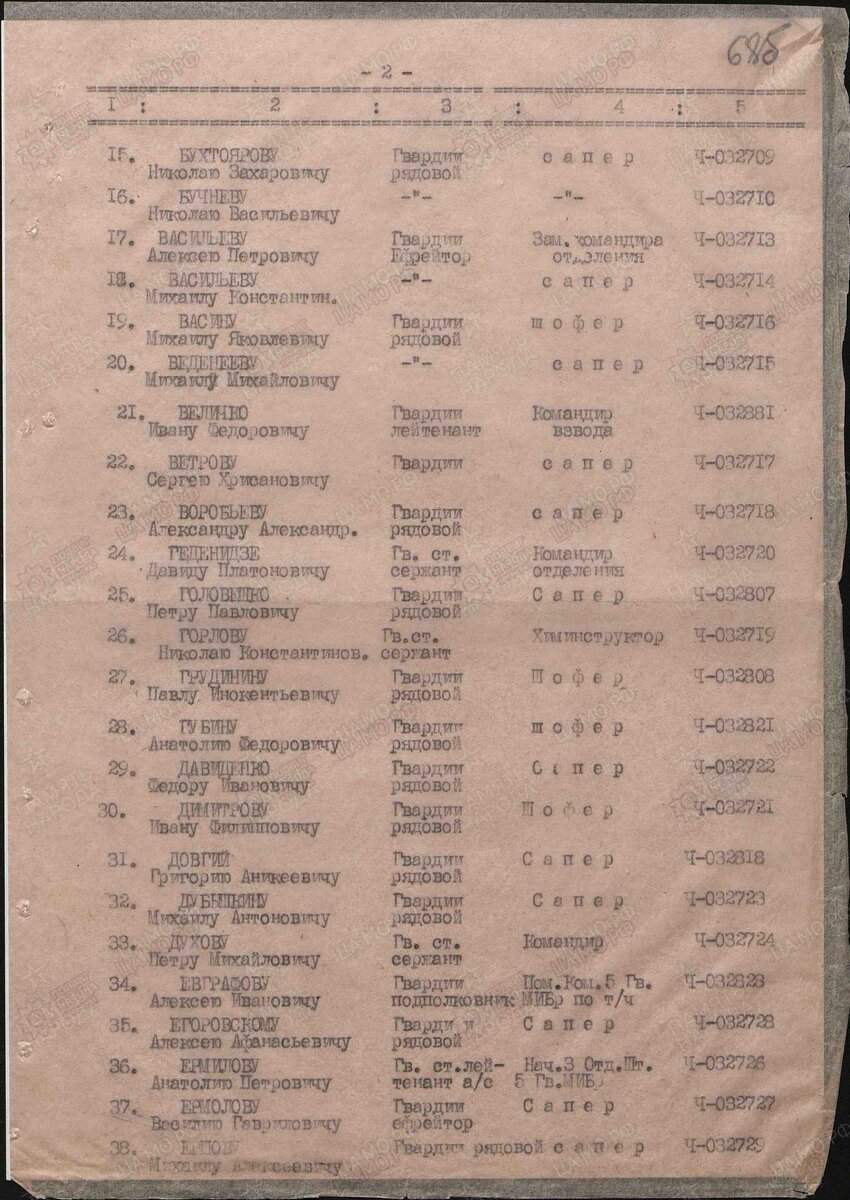 685
- 2 -
I : 2 : 3 : 4 : 5
15. БУХТОЯРОВУ Гвардии сапер Ч-032709
Николаю Захаровичу рядовой
16. БУЧНЕВУ -"- -"- Ч-032710
Николаю Васильевичу
17. ВАСИЛЬЕВУ Гвардии Зам.командира Ч-032713
Алексею Петровичу Ефрейтор отделения
18. ВАСИЛЬЕВУ -"- сапер Ч-032714
Михаилу Константин.
19. ВАСИНУ Гвардии шофер Ч-032716
Михаилу Яковлевичу рядовой
20. ВЕДЕНЕЕВУ -"- сапер Ч-032715
Михаилу Михайловичу
21. ВЕЛИЧКО Гвардии Командир Ч-032881
Ивану Федоровичу лейтенант взвода
22. ВЕТРОВУ Гвардии сапер Ч-032717
Сергею Хрисановичу
23. ВОРОБЬЕВУ Гвардии сапер Ч-032718
Александру Александр. рядовой
24. ГЕДЕНИДЗЕ Гв. ст. Командир Ч-032720
Давиду Платоновичу сержант отделения
25. Гвардии Сапер Ч-032807
Петру Павловичу рядовой
26. ГОРЛОВУ Гв.ст. Химинструктор Ч-032719
Николаю Константинов. сержант
27. ГРУДИНИНУ Гвардии Шофер Ч-032808
Павлу Инокентьевичу рядовой
28. ГУБИНУ Гвардии шофер Ч-032821
Анатолию Федоровичу рядовой
29. ДАВИДЕНКО Гвардии Сапер Ч-032722
Федору Ивановичу рядовой
30. ДИМИТРОВУ Гвардии Шофер Ч-032721
Ивану Филипповичу рядовой
31. ДОВГИЙ Гвардии Сапер Ч-032818
Григорию Аникеевичу рядовой
32. ДУБЫШКИНУ Гвардии Сапер Ч-032723
Михаилу Антоновичу рядовой
33. ДУХОВУ Гв. ст. Командир Ч-032724
Петру Михайловичу сержант
34. ЕВГРАФОВУ Гвардии Пом.Ком.5 Гв. Ч-032828
Алексею Ивановичу подполковник МИБр по т/ч
35. ЕГОРОВСКОМУ Гварди и Сапер Ч-032728
Алексею Афанасьевичу рядовой
36. ЕРМИЛОВУ Гв. ст.лей- Нач.3 Отд.Шт. Ч-032726
Анатолию Петровичу тенант а/с 5 Гв.МИБр
37. ЕРМОЛОВУ Гвардии Сапер Ч-032727
Василию Гавриловичу ефрейтор
38. Гвардии рядовой сапер Ч-032729
Михаилу Алексеевичу